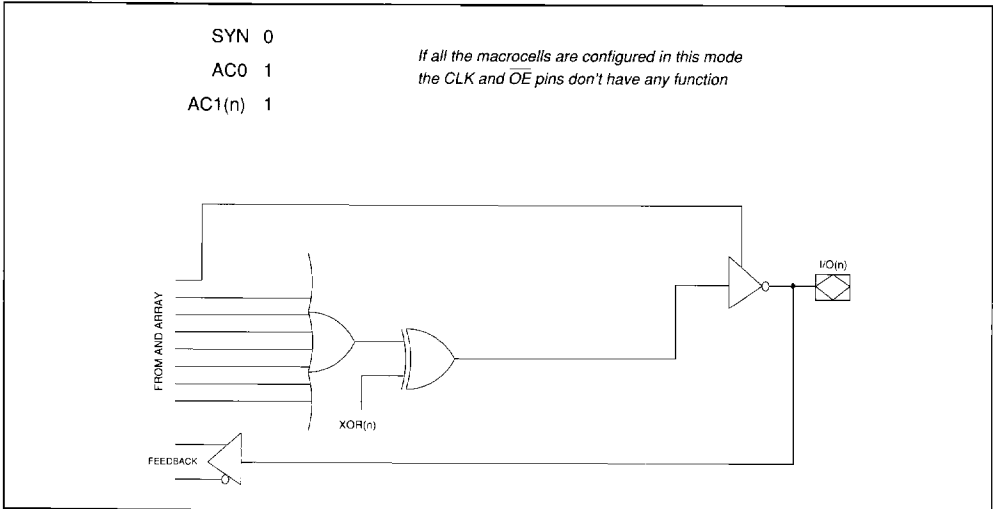 SYN 0
AC0 1
AC1(n) 1
If all the macrocells are configured in this mode
the CLK and O̅E̅ pins don't have any function
I/O(n)
FROM AND ARRAY
XOR(n)
FEEDBACK